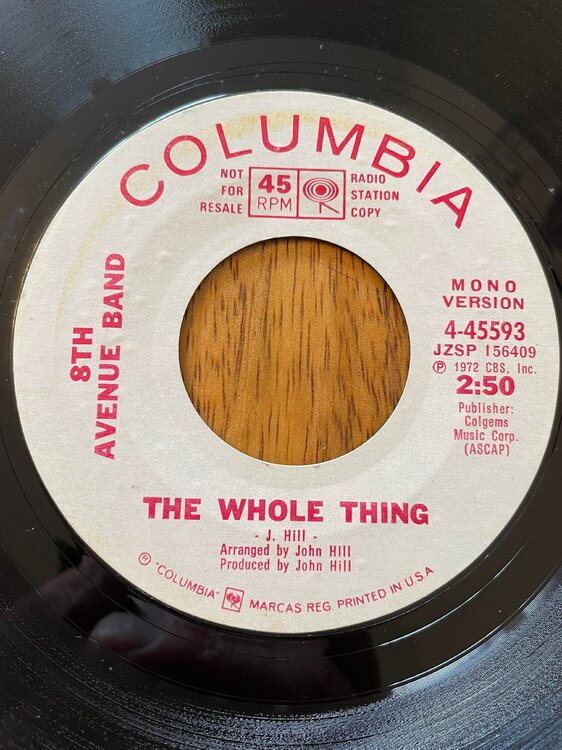 COLUMBIA
NOT
FOR
RESALE
45
RPM
RADIO
STATION
COPY
8TH
AVENUE BAND
MONO
VERSION
4-45593
JZSP 156409
℗ 1972 CBS, Inc.
2:50
Publisher:
Colgems
Music Corp.
(ASCAP)
THE WHOLE THING
- J. Hill -
Arranged by John Hill
Produced by John Hill
® "COLUMBIA" MARCAS REG. PRINTED IN U.S.A.